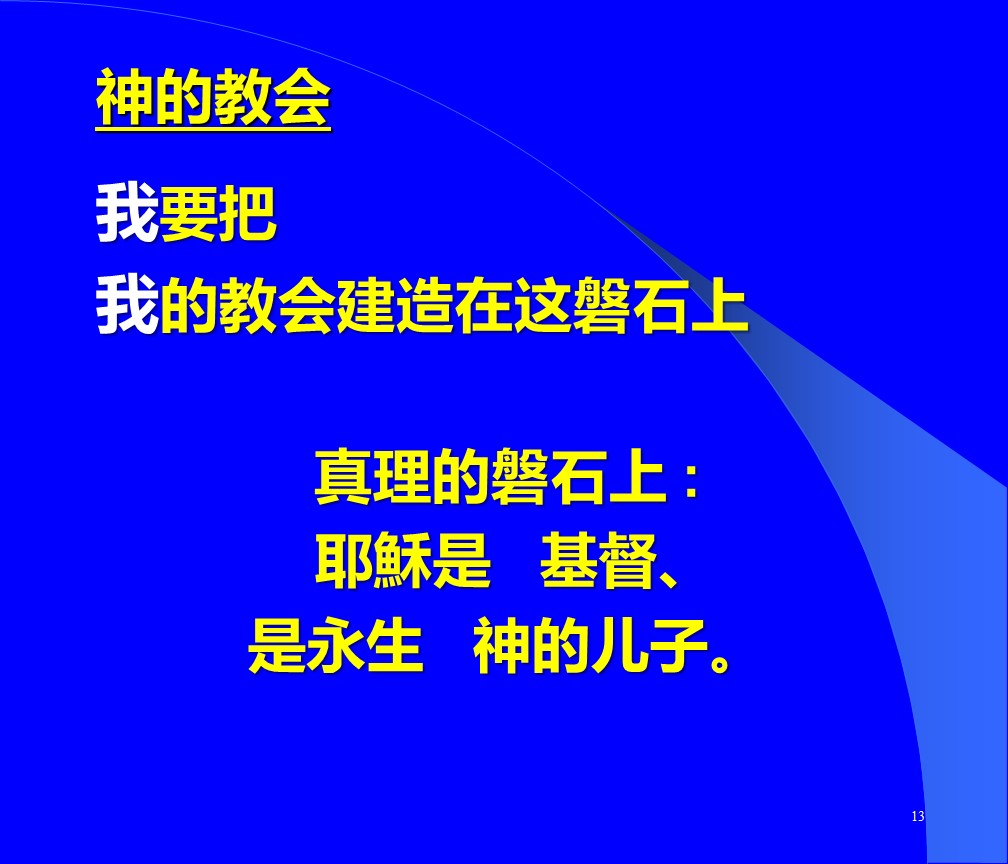 神的教会
我要把
我的教会建造在这磐石上
真理的磐石上：
耶穌是 基督、
是永生 神的儿子。
13